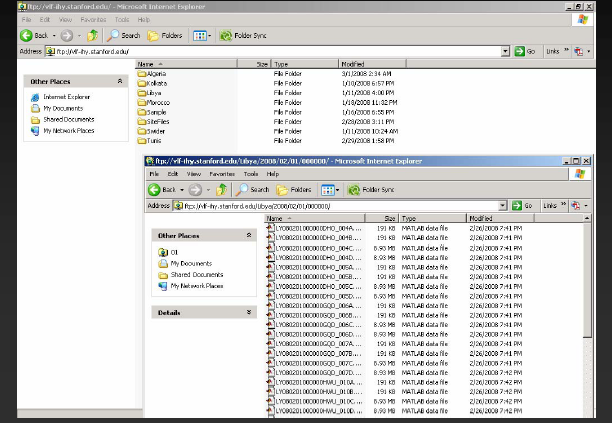 ftp://vlf-ihy.stanford.edu/ - Microsoft Internet Explorer
File Edit View Favorites Tools Help
Back Search Folders Folder Sync
Address ftp://vlf-ihy.stanford.edu/ Go Links »
Other Places
Internet Explorer
My Documents
Shared Documents
My Network Places
Name Size Type Modified
Algeria File Folder 3/1/2008 2:34 AM
Kolkata File Folder 1/18/2008 6:57 PM
Libya File Folder 1/11/2008 4:00 PM
Morocco File Folder 1/18/2008 11:32 PM
Sample File Folder 1/16/2008 6:55 PM
SiteFiles File Folder 2/28/2008 3:11 PM
Swider File Folder 1/11/2008 10:24 AM
Tunis File Folder 2/29/2008 1:58 PM
ftp://vlf-ihy.stanford.edu/Libya/2008/02/01/000000/ - Microsoft Internet Explorer
File Edit View Favorites Tools Help
Back Search Folders Folder Sync
Address ftp://vlf-ihy.stanford.edu/Libya/2008/02/01/000000/ Go Links »
Other Places
01
My Documents
Shared Documents
My Network Places
Details
Name Size Type Modified
LY080201000000DHO_004A.... 191 KB MATLAB data file 2/26/2008 7:41 PM
LY080201000000DHO_004B.... 191 KB MATLAB data file 2/26/2008 7:41 PM
LY080201000000DHO_004C.... 8.93 MB MATLAB data file 2/26/2008 7:41 PM
LY080201000000DHO_004D.... 8.93 MB MATLAB data file 2/26/2008 7:41 PM
LY080201000000DHO_005A.... 191 KB MATLAB data file 2/26/2008 7:41 PM
LY080201000000DHO_005B.... 191 KB MATLAB data file 2/26/2008 7:41 PM
LY080201000000DHO_005C.... 8.93 MB MATLAB data file 2/26/2008 7:41 PM
LY080201000000DHO_005D.... 8.93 MB MATLAB data file 2/26/2008 7:41 PM
LY080201000000GQD_006A.... 191 KB MATLAB data file 2/26/2008 7:41 PM
LY080201000000GQD_006B.... 191 KB MATLAB data file 2/26/2008 7:41 PM
LY080201000000GQD_006C.... 8.93 MB MATLAB data file 2/26/2008 7:41 PM
LY080201000000GQD_006D.... 8.93 MB MATLAB data file 2/26/2008 7:41 PM
LY080201000000GQD_007A.... 191 KB MATLAB data file 2/26/2008 7:41 PM
LY080201000000GQD_007B.... 191 KB MATLAB data file 2/26/2008 7:41 PM
LY080201000000GQD_007C.... 8.93 MB MATLAB data file 2/26/2008 7:41 PM
LY080201000000GQD_007D.... 8.93 MB MATLAB data file 2/26/2008 7:42 PM
LY080201000000HWU_010A.... 191 KB MATLAB data file 2/26/2008 7:42 PM
LY080201000000HWU_010B.... 191 KB MATLAB data file 2/26/2008 7:42 PM
LY080201000000HWU_010C.... 8.93 MB MATLAB data file 2/26/2008 7:42 PM
LY080201000000HWU_010D.... 8.93 MB MATLAB data file 2/26/2008 7:42 PM